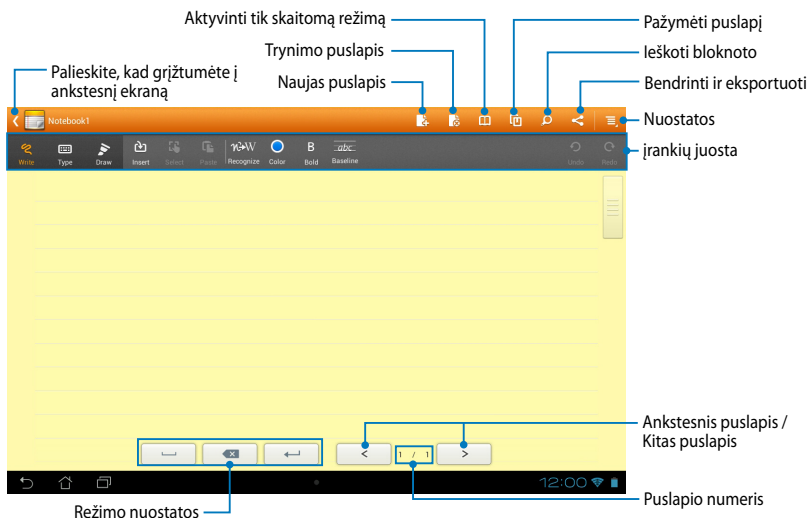 Aktyvinti tik skaitomą režimą
Pažymėti puslapį
Trynimo puslapis
Ieškoti bloknoto
Palieskite, kad grįžtumėte į
ankstesnį ekraną
Naujas puslapis
Bendrinti ir eksportuoti
Notebook1
Nuostatos
Write
Type
Draw
Insert
Select
Paste
Recognize
Color
B
Bold
abc
Baseline
Undo
Redo
įrankių juosta
Ankstesnis puslapis /
Kitas puslapis
< 1 / 1 >
12:00
Režimo nuostatos
Puslapio numeris